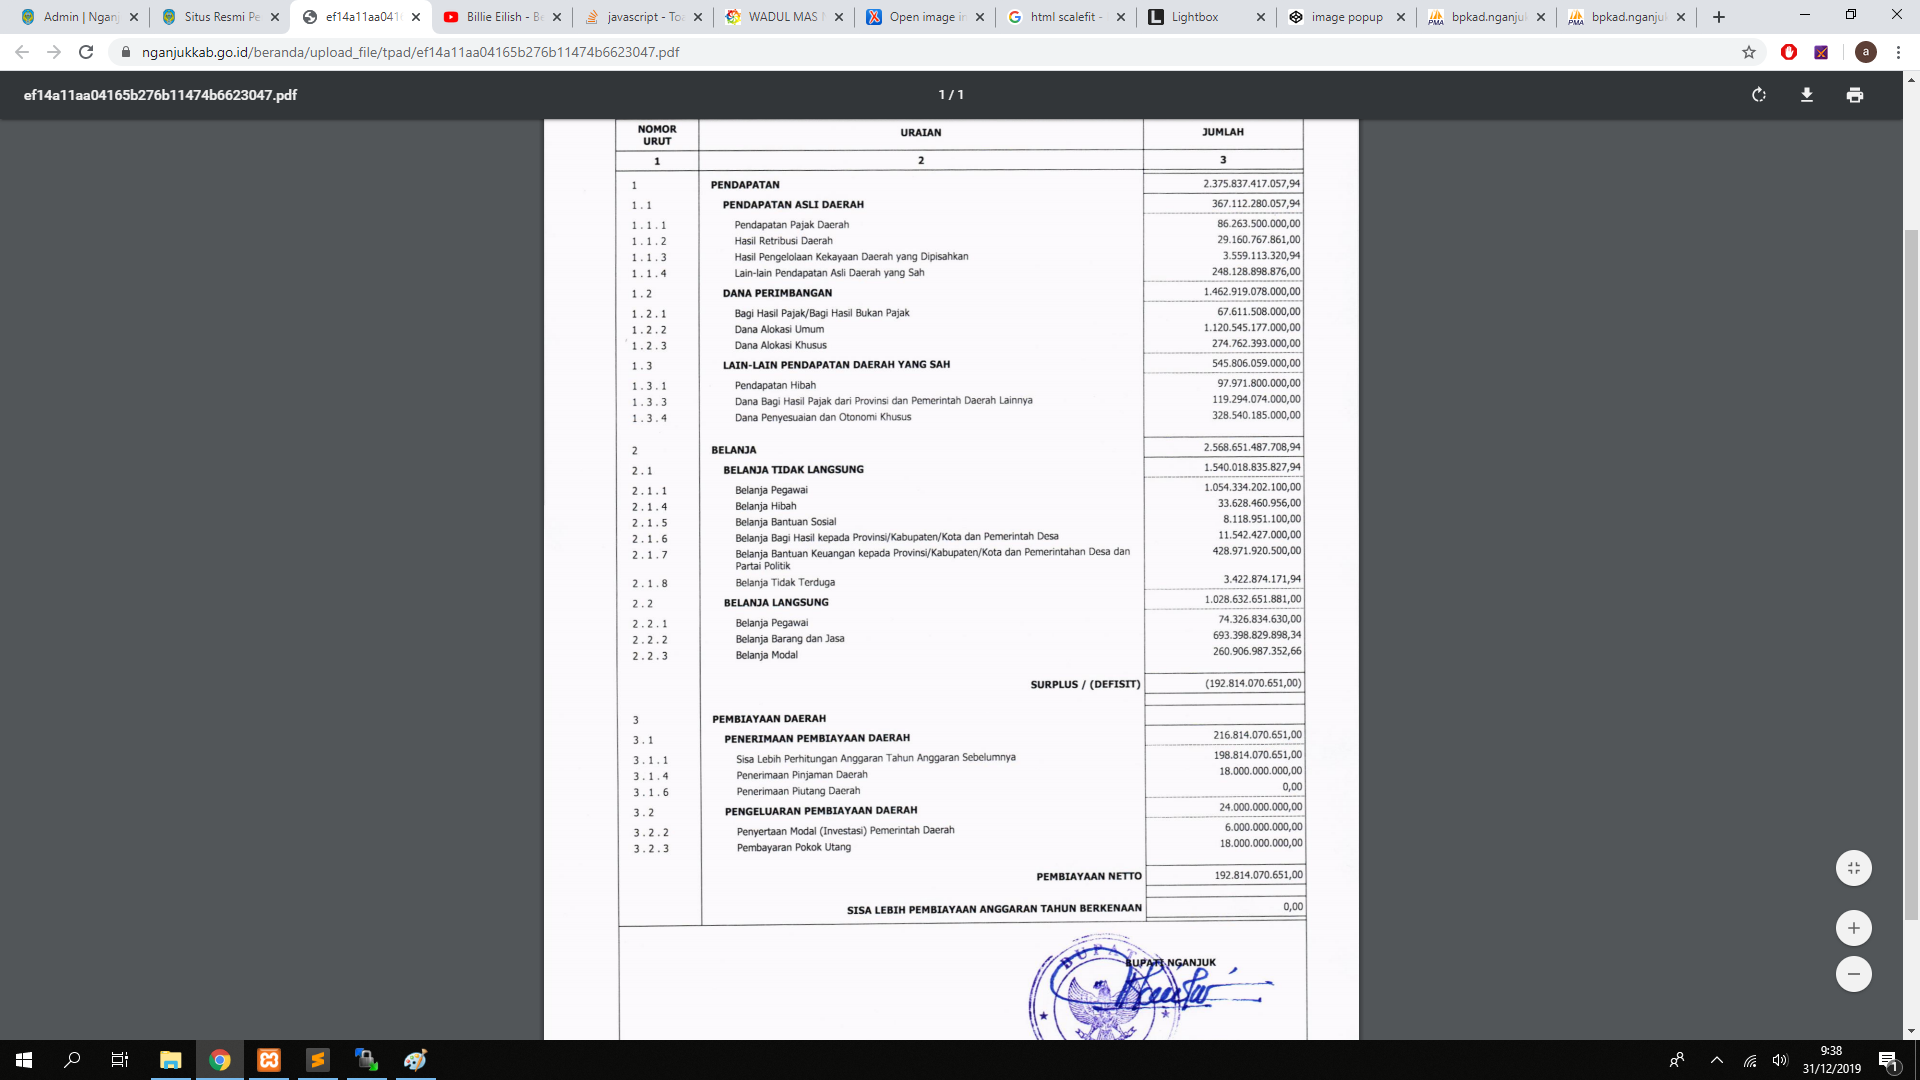 Admin | Nganj
Situs Resmi Pe
ef14a11aa0416
Billie Eilish - Be
javascript - Toa
WADUL MAS N
Open image in
html scalefit -
Lightbox
image popup
bpkad.nganjuk
bpkad.nganjuk
nganjukkab.go.id/beranda/upload_file/tpad/ef14a11aa04165b276b11474b6623047.pdf
a
ef14a11aa04165b276b11474b6623047.pdf 1 / 1
NOMOR URUT URAIAN JUMLAH
1 2 3
1 PENDAPATAN 2.375.837.417.057,94
1 . 1 PENDAPATAN ASLI DAERAH 367.112.280.057,94
1 . 1 . 1 Pendapatan Pajak Daerah 86.263.500.000,00
1 . 1 . 2 Hasil Retribusi Daerah 29.160.767.861,00
1 . 1 . 3 Hasil Pengelolaan Kekayaan Daerah yang Dipisahkan 3.559.113.320,94
1 . 1 . 4 Lain-lain Pendapatan Asli Daerah yang Sah 248.128.898.876,00
1 . 2 DANA PERIMBANGAN 1.462.919.078.000,00
1 . 2 . 1 Bagi Hasil Pajak/Bagi Hasil Bukan Pajak 67.611.508.000,00
1 . 2 . 2 Dana Alokasi Umum 1.120.545.177.000,00
1 . 2 . 3 Dana Alokasi Khusus 274.762.393.000,00
1 . 3 LAIN-LAIN PENDAPATAN DAERAH YANG SAH 545.806.059.000,00
1 . 3 . 1 Pendapatan Hibah 97.971.800.000,00
1 . 3 . 3 Dana Bagi Hasil Pajak dari Provinsi dan Pemerintah Daerah Lainnya 119.294.074.000,00
1 . 3 . 4 Dana Penyesuaian dan Otonomi Khusus 328.540.185.000,00
2 BELANJA 2.568.651.487.708,94
2 . 1 BELANJA TIDAK LANGSUNG 1.540.018.835.827,94
2 . 1 . 1 Belanja Pegawai 1.054.334.202.100,00
2 . 1 . 4 Belanja Hibah 33.628.460.956,00
2 . 1 . 5 Belanja Bantuan Sosial 8.118.951.100,00
2 . 1 . 6 Belanja Bagi Hasil kepada Provinsi/Kabupaten/Kota dan Pemerintah Desa 11.542.427.000,00
2 . 1 . 7 Belanja Bantuan Keuangan kepada Provinsi/Kabupaten/Kota dan Pemerintahan Desa dan 428.971.920.500,00
Partai Politik
2 . 1 . 8 Belanja Tidak Terduga 3.422.874.171,94
2 . 2 BELANJA LANGSUNG 1.028.632.651.881,00
2 . 2 . 1 Belanja Pegawai 74.326.834.630,00
2 . 2 . 2 Belanja Barang dan Jasa 693.398.829.898,34
2 . 2 . 3 Belanja Modal 260.906.987.352,66
SURPLUS / (DEFISIT) (192.814.070.651,00)
3 PEMBIAYAAN DAERAH
3 . 1 PENERIMAAN PEMBIAYAAN DAERAH 216.814.070.651,00
3 . 1 . 1 Sisa Lebih Perhitungan Anggaran Tahun Anggaran Sebelumnya 198.814.070.651,00
3 . 1 . 4 Penerimaan Pinjaman Daerah 18.000.000.000,00
3 . 1 . 6 Penerimaan Piutang Daerah 0,00
3 . 2 PENGELUARAN PEMBIAYAAN DAERAH 24.000.000.000,00
3 . 2 . 2 Penyertaan Modal (Investasi) Pemerintah Daerah 6.000.000.000,00
3 . 2 . 3 Pembayaran Pokok Utang 18.000.000.000,00
PEMBIAYAAN NETTO 192.814.070.651,00
SISA LEBIH PEMBIAYAAN ANGGARAN TAHUN BERKENAAN 0,00
BUPATI
BUPATI NGANJUK
9:38
31/12/2019
1